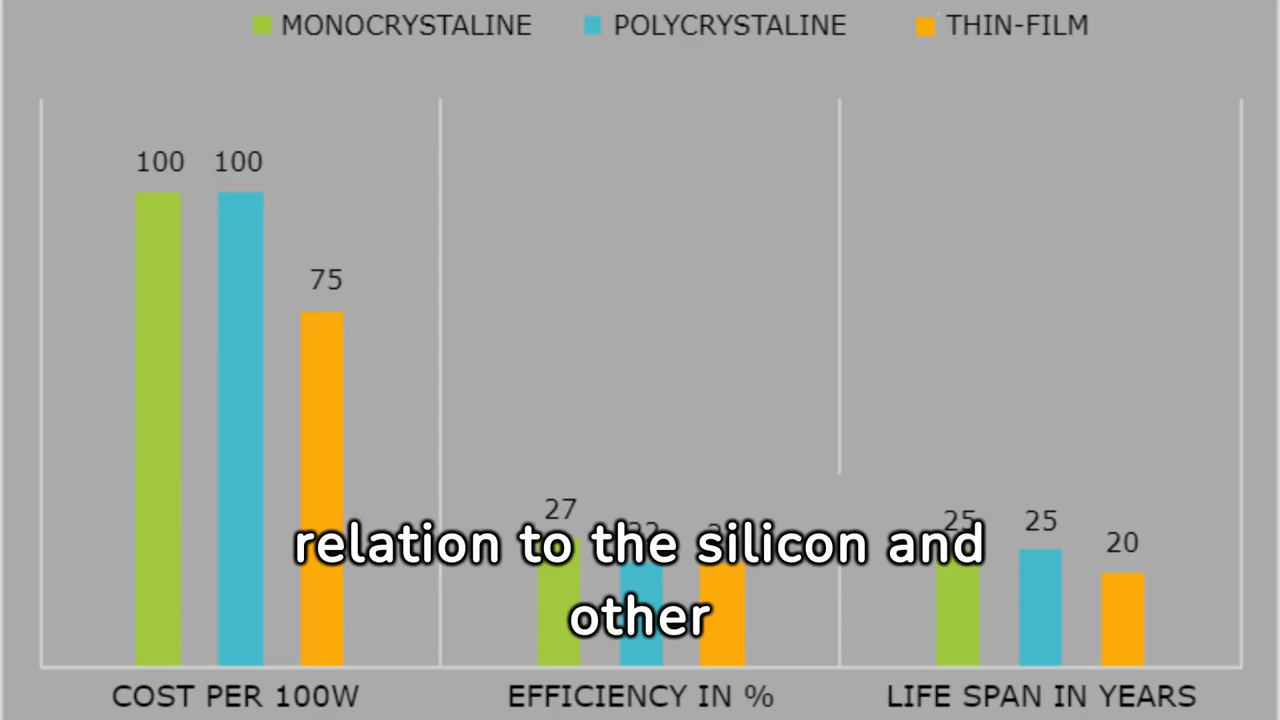 MONOCRYSTALINE POLYCRYSTALINE THIN-FILM
100 100
75
27
25 25 20
relation to the silicon and
other
COST PER 100W EFFICIENCY IN % LIFE SPAN IN YEARS